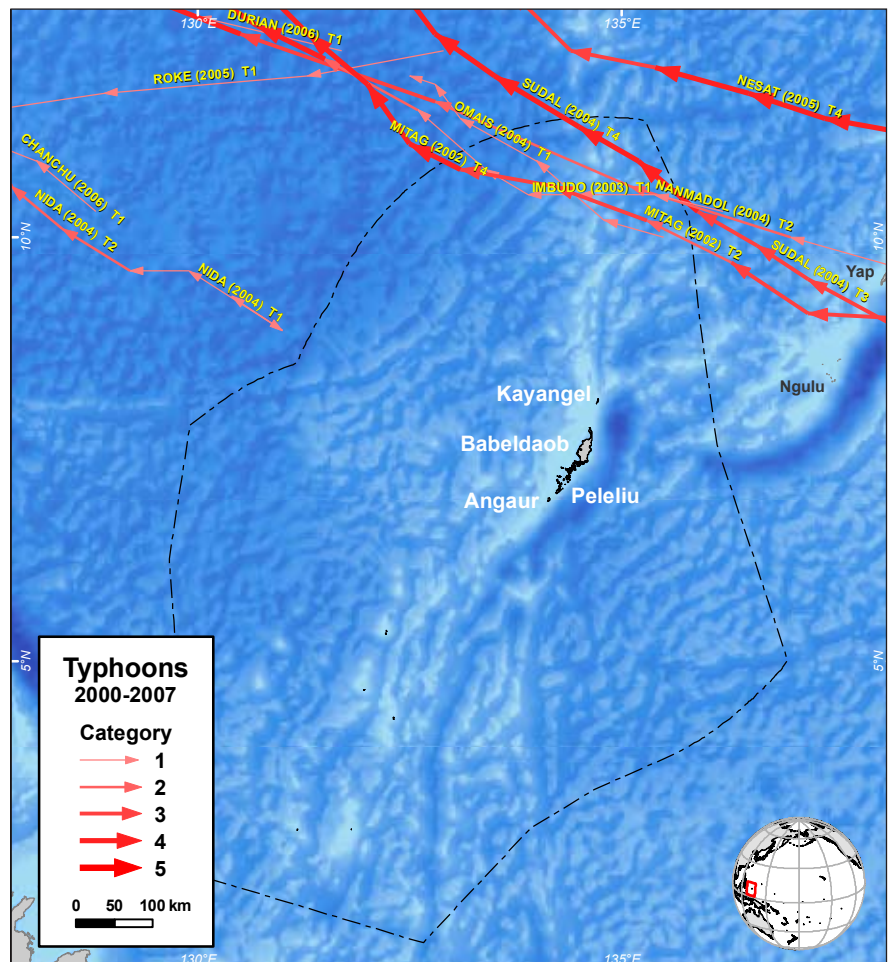 130°E
135°E
DURIAN (2006) T1
ROKE (2005) T1
SUDAL (2004) T4
NESAT (2005) T4
OMAIS (2004) T1
MITAG (2002) T4
CHANCHU (2006) T1
IMBUDO (2003) T1
NANMADOL (2004) T2
NIDA (2004) T2
MITAG (2002) T2
SUDAL (2004) T3
10°N
10°N
Yap
NIDA (2004) T1
Ngulu
Kayangel
Babeldaob
Angaur
Peleliu
5°N
5°N
Typhoons
2000-2007
Category
1
2
3
4
5
0 50 100 km
130°E
135°E